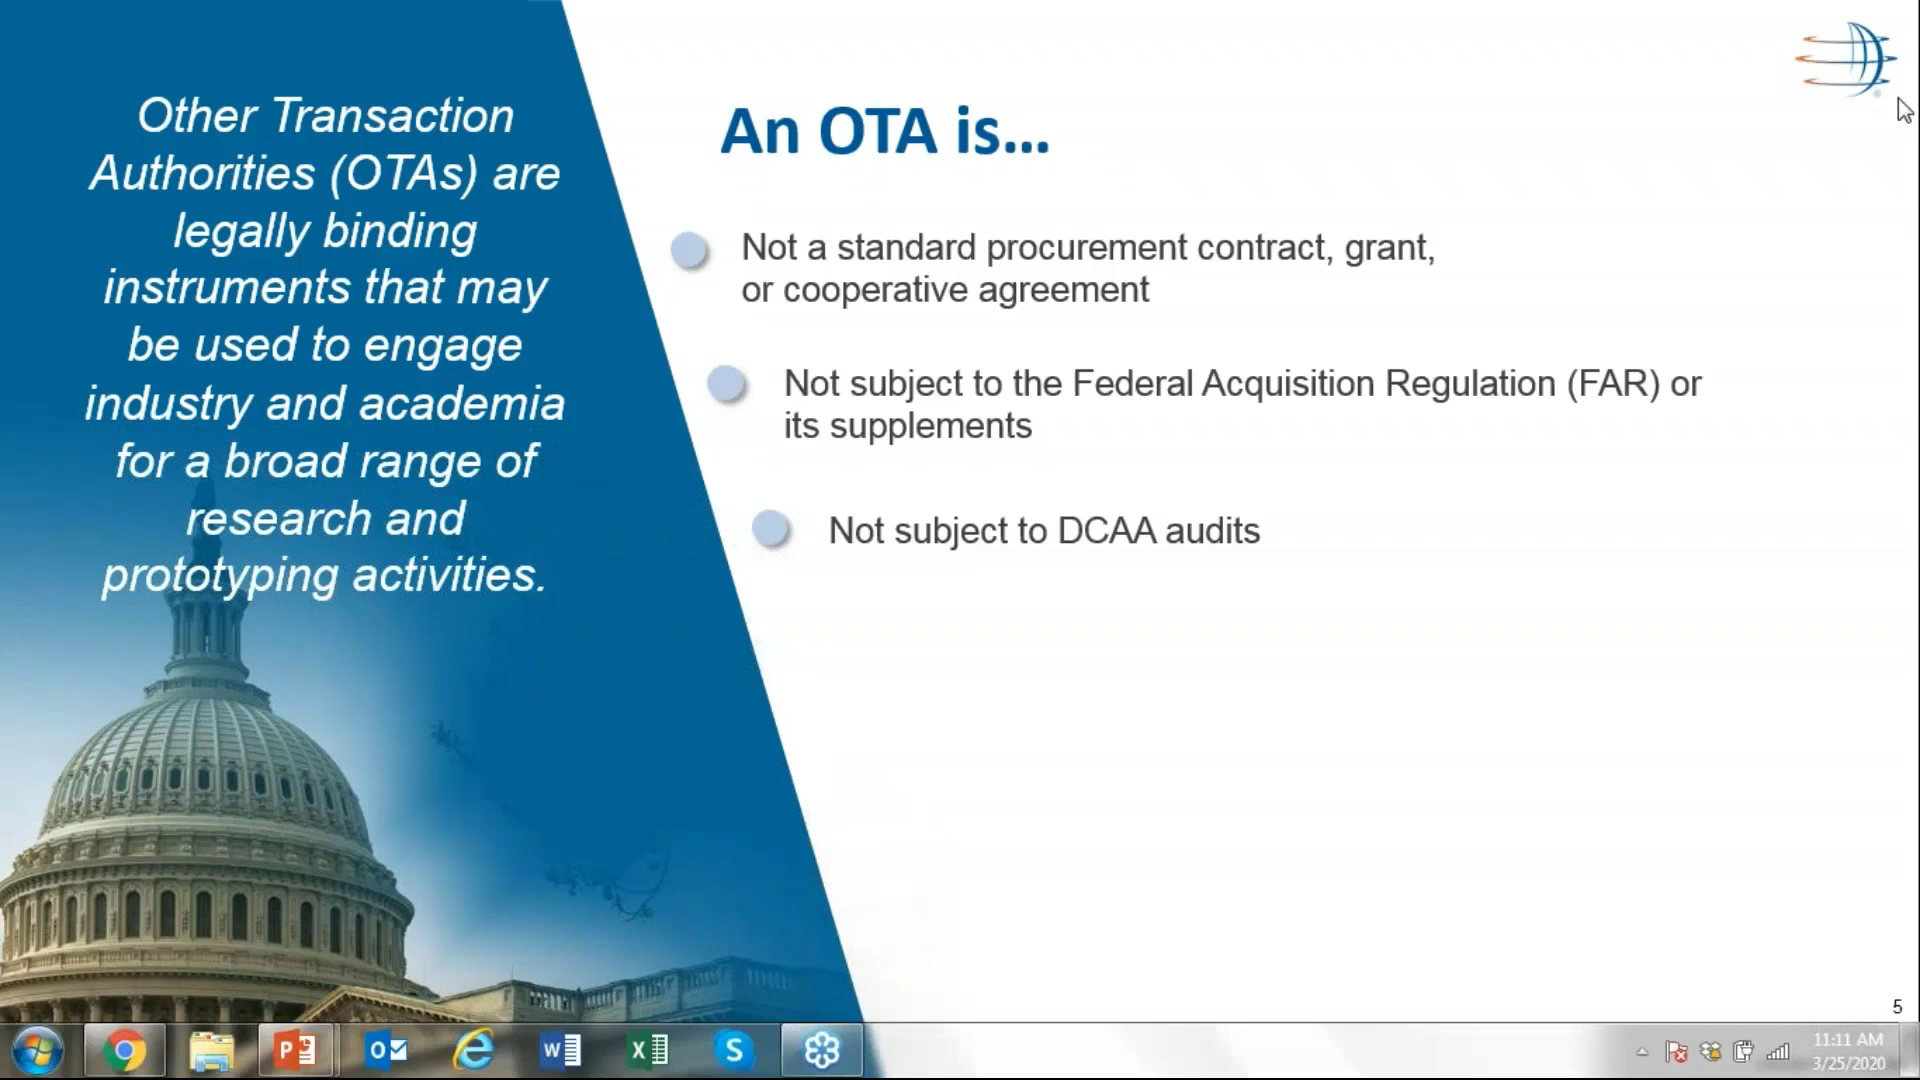 Other Transaction
Authorities (OTAs) are
legally binding
instruments that may
be used to engage
industry and academia
for a broad range of
research and
prototyping activities.
An OTA is...
Not a standard procurement contract, grant,
or cooperative agreement
Not subject to the Federal Acquisition Regulation (FAR) or
its supplements
Not subject to DCAA audits
5
11:11 AM
3/25/2020